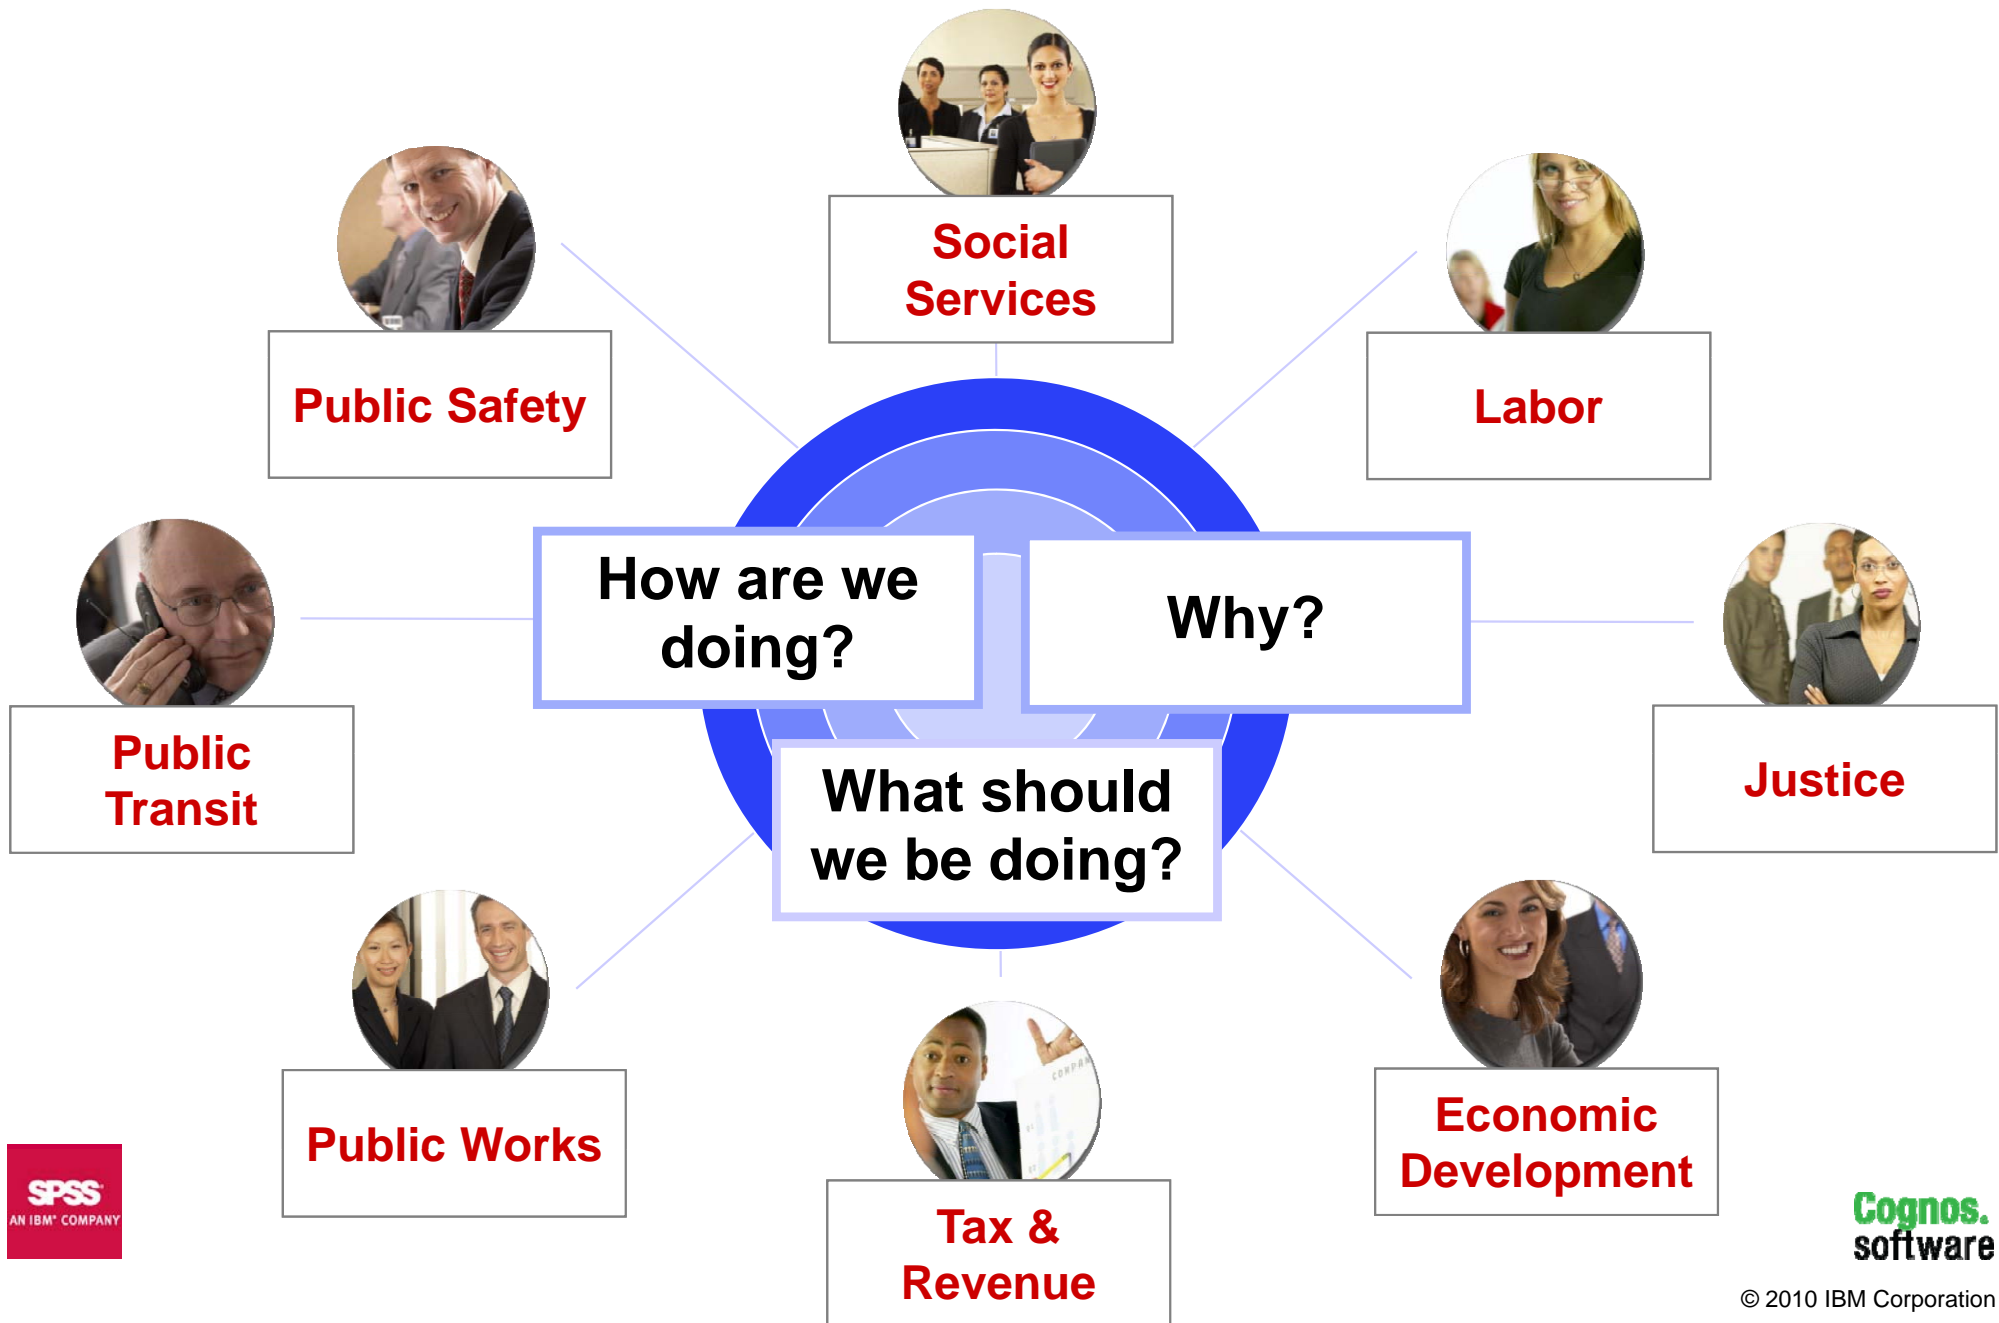 Social
Services
Public Safety
Labor
How are we
doing?
Why?
Public
Transit
Justice
What should
we be doing?
Public Works
Economic
Development
Tax &
Revenue
COMPAN
SPSS
AN IBM® COMPANY
Cognos.
software
© 2010 IBM Corporation